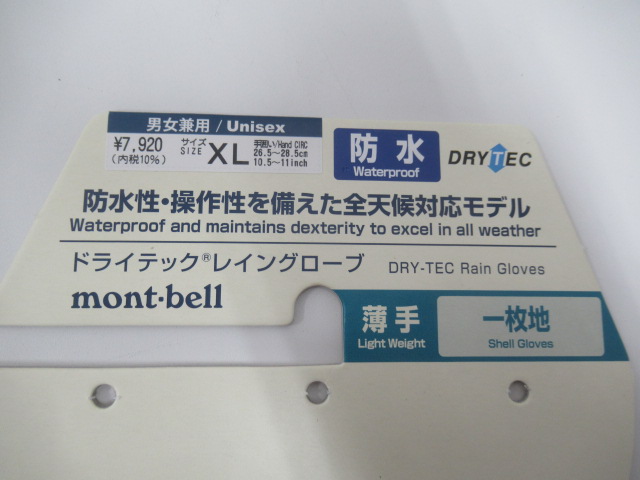 男女兼用 / Unisex
¥7,920
(内税10%)
サイズ
SIZE
XL
手囲い/Hand CIRC
26.5~28.5cm
10.5~11inch
防水
Waterproof
DRYTEC
防水性・操作性を備えた全天候対応モデル
Waterproof and maintains dexterity to excel in all weather
ドライテック®レイングローブ DRY-TEC Rain Gloves
mont-bell
薄手
Light Weight
一枚地
Shell Gloves